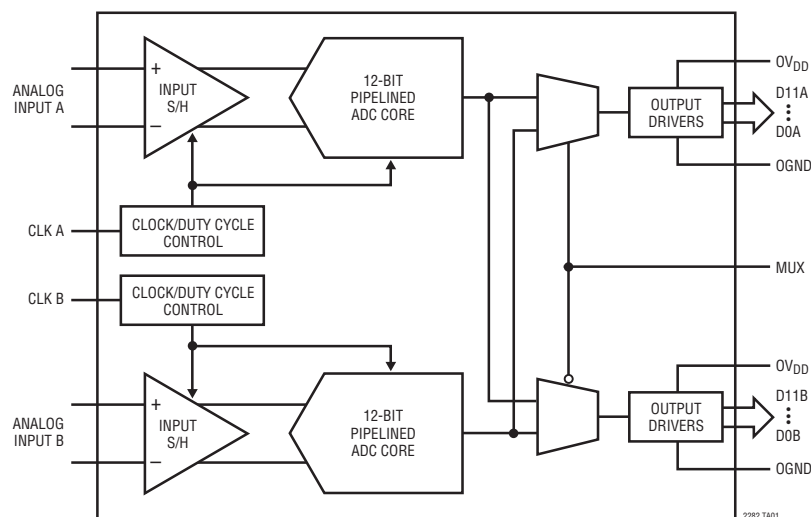 ANALOG
INPUT A
+
−
INPUT
S/H
12-BIT
PIPELINED
ADC CORE
OUTPUT
DRIVERS
OVDD
D11A
D0A
OGND
CLK A
CLOCK/DUTY CYCLE
CONTROL
MUX
CLK B
CLOCK/DUTY CYCLE
CONTROL
ANALOG
INPUT B
+
−
INPUT
S/H
12-BIT
PIPELINED
ADC CORE
OUTPUT
DRIVERS
OVDD
D11B
D0B
OGND
2282 TA01